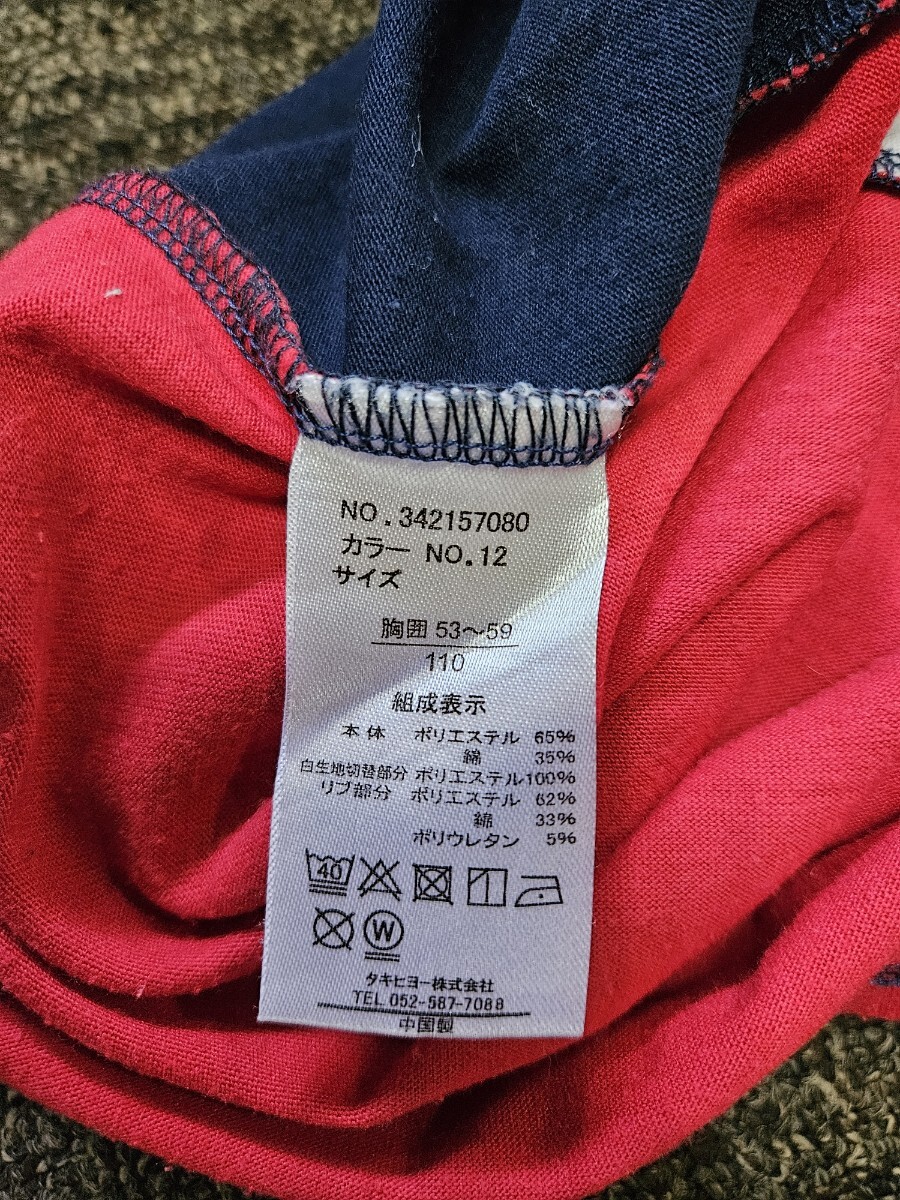 NO.342157080
カラー NO.12
サイズ
胸囲 53～59
110
組成表示
本体 ポリエステル 65%
綿 35%
白生地切替部分 ポリエステル100%
リブ部分 ポリエステル 62%
綿 33%
ポリウレタン 5%
40
W
タキヒヨー株式会社
TEL.052-587-7088
中国製